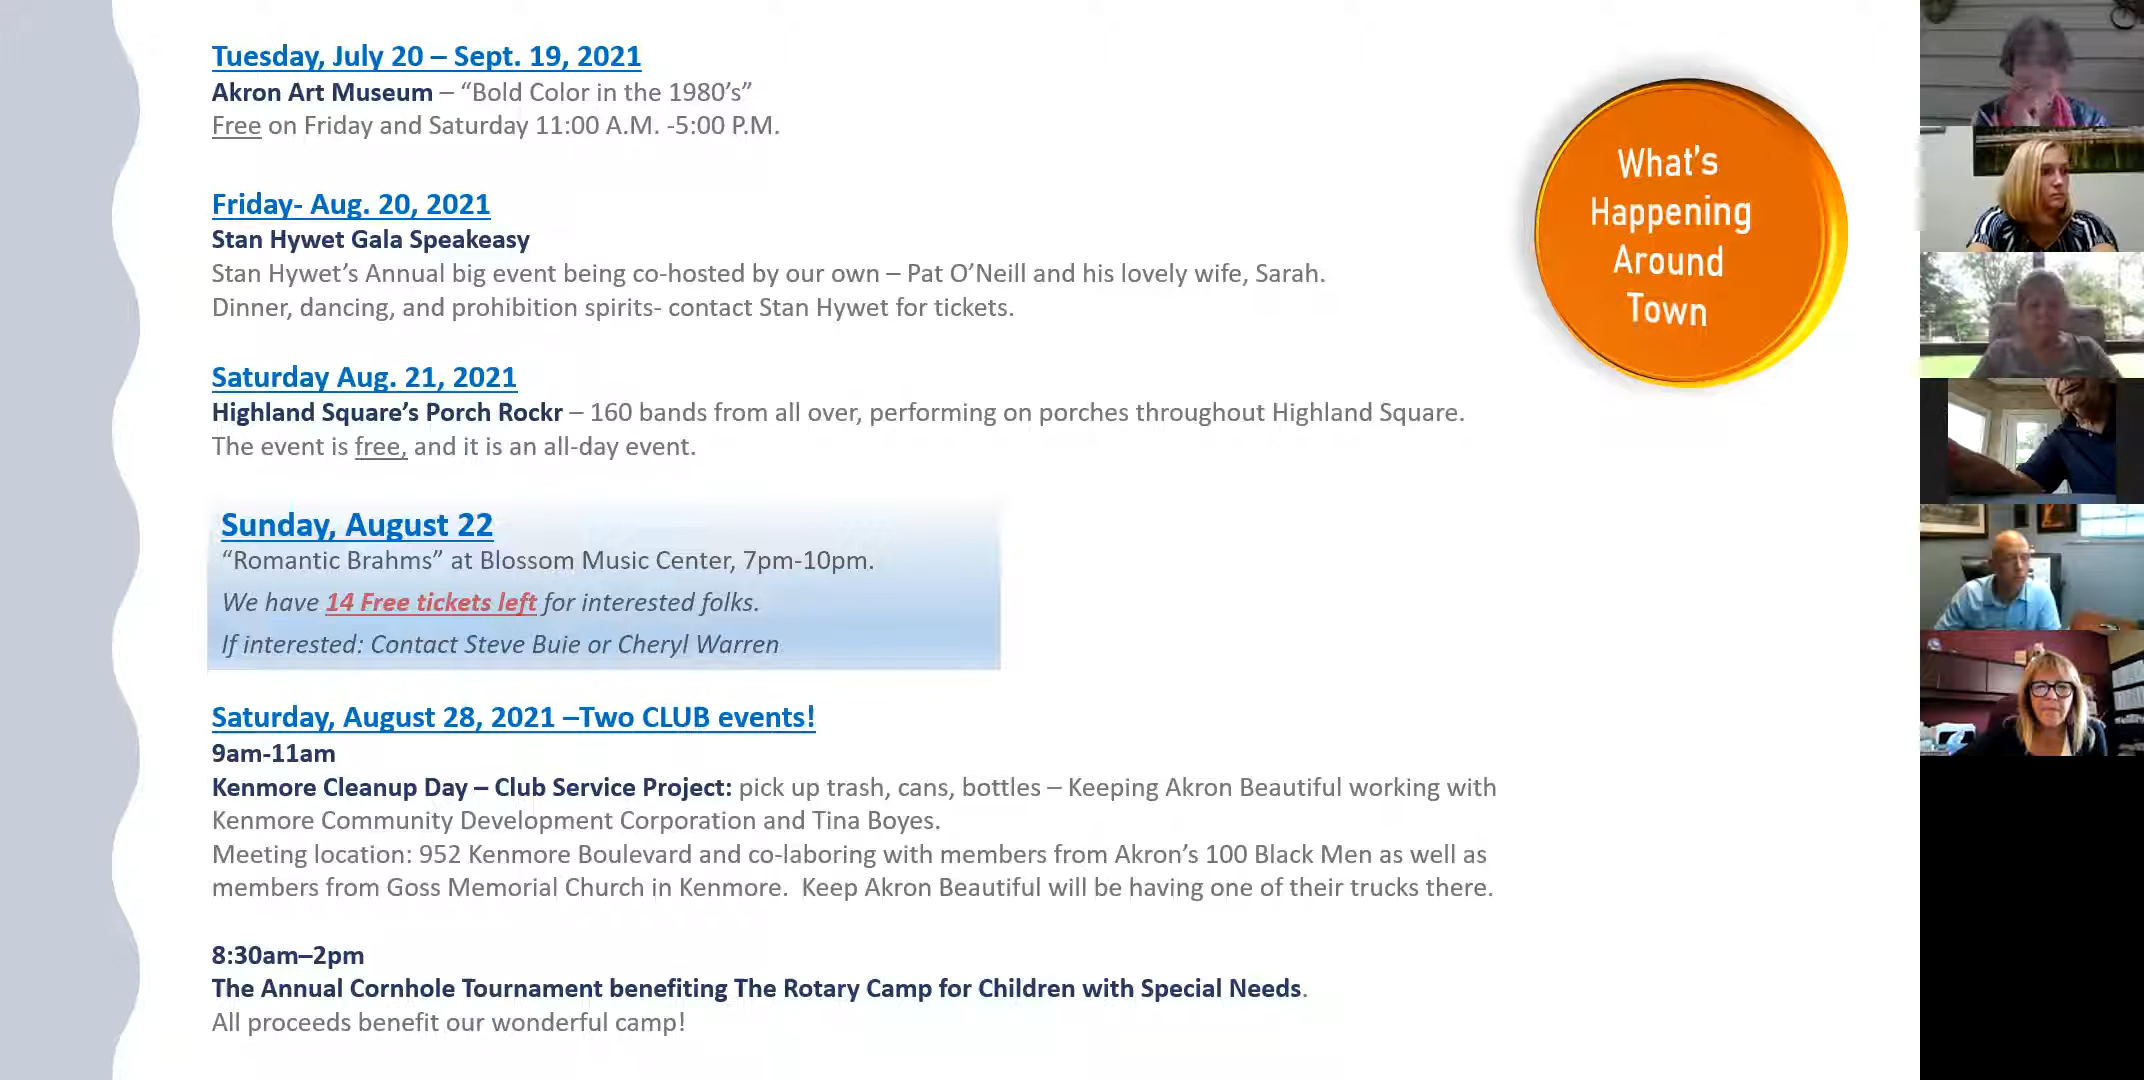 Tuesday, July 20 – Sept. 19, 2021
Akron Art Museum – “Bold Color in the 1980’s”
Free on Friday and Saturday 11:00 A.M. -5:00 P.M.
Friday- Aug. 20, 2021
Stan Hywet Gala Speakeasy
Stan Hywet’s Annual big event being co-hosted by our own – Pat O’Neill and his lovely wife, Sarah.
Dinner, dancing, and prohibition spirits- contact Stan Hywet for tickets.
Saturday Aug. 21, 2021
Highland Square’s Porch Rockr – 160 bands from all over, performing on porches throughout Highland Square.
The event is free, and it is an all-day event.
Sunday, August 22
“Romantic Brahms” at Blossom Music Center, 7pm-10pm.
We have 14 Free tickets left for interested folks.
If interested: Contact Steve Buie or Cheryl Warren
Saturday, August 28, 2021 –Two CLUB events!
9am-11am
Kenmore Cleanup Day – Club Service Project: pick up trash, cans, bottles – Keeping Akron Beautiful working with
Kenmore Community Development Corporation and Tina Boyes.
Meeting location: 952 Kenmore Boulevard and co-laboring with members from Akron’s 100 Black Men as well as
members from Goss Memorial Church in Kenmore.  Keep Akron Beautiful will be having one of their trucks there.
8:30am–2pm
The Annual Cornhole Tournament benefiting The Rotary Camp for Children with Special Needs.
All proceeds benefit our wonderful camp!
What’s
Happening
Around
Town